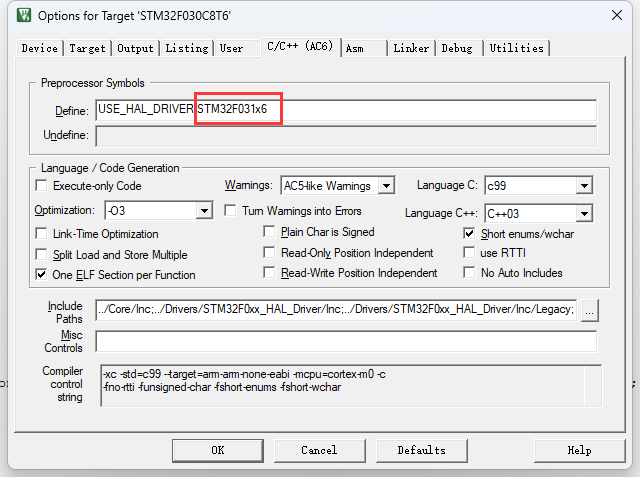 Options for Target 'STM32F030C8T6'
Device Target Output Listing User C/C++ (AC6) Asm Linker Debug Utilities
Preprocessor Symbols
Define: USE_HAL_DRIVER STM32F031x6
Undefine:
Language / Code Generation
Execute-only Code Warnings: AC5-like Warnings Language C: c99
Optimization: -O3 Turn Warnings into Errors Language C++: C++03
Link-Time Optimization Plain Char is Signed Short enums/wchar
Split Load and Store Multiple Read-Only Position Independent use RTTI
One ELF Section per Function Read-Write Position Independent No Auto Includes
Include Paths ../Core/Inc;../Drivers/STM32F0xx_HAL_Driver/Inc;../Drivers/STM32F0xx_HAL_Driver/Inc/Legacy; ...
Misc Controls
Compiler control string -xc -std=c99 --target=arm-arm-none-eabi -mcpu=cortex-m0 -c
-fno-rtti -funsigned-char -fshort-enums -fshort-wchar
OK Cancel Defaults Help